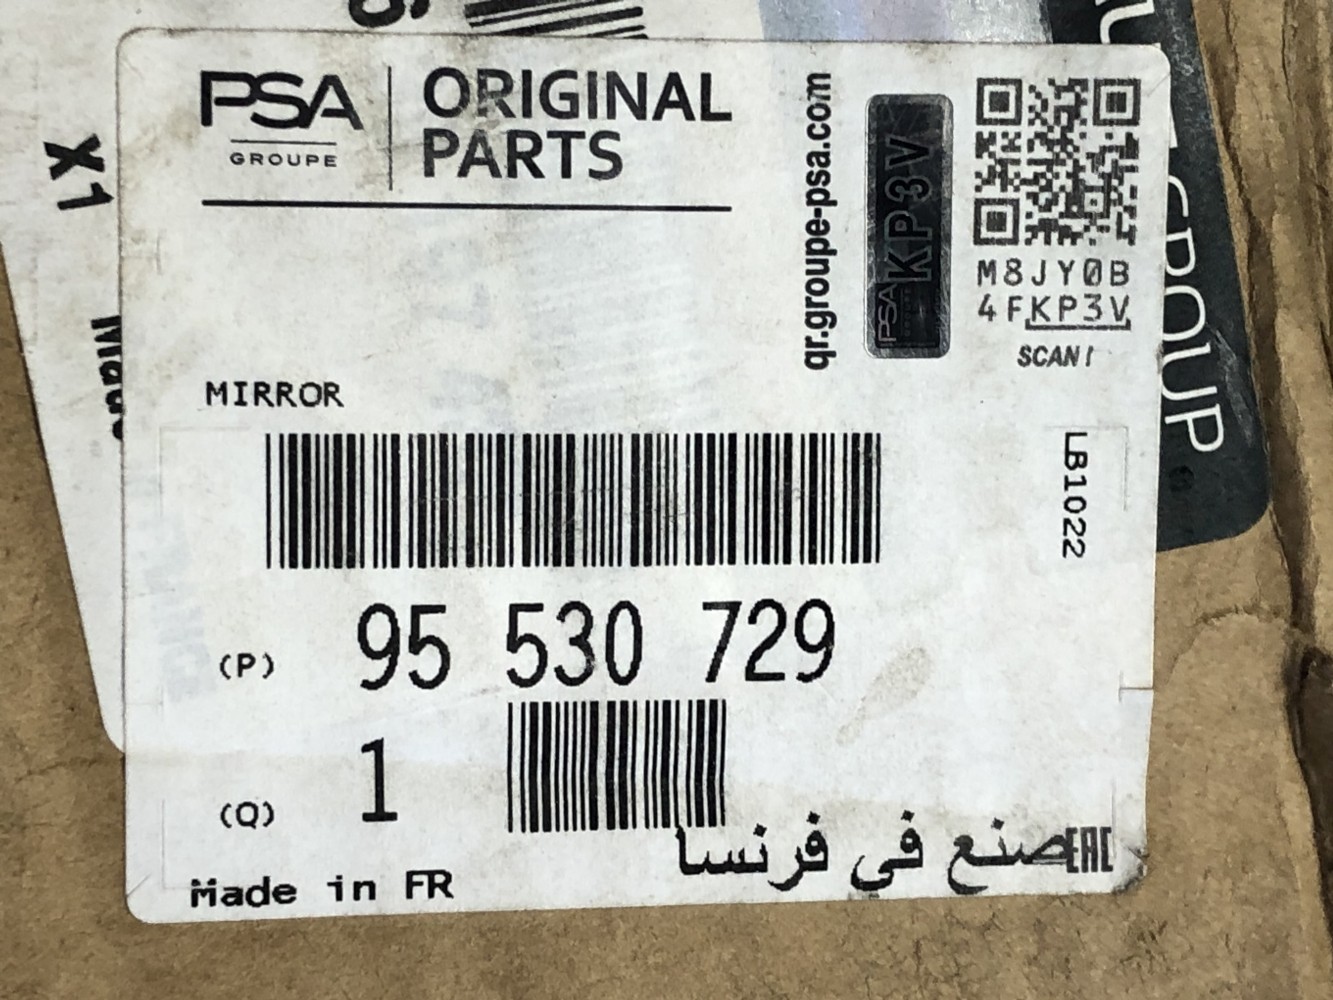 PSA
GROUPE
ORIGINAL
PARTS
qr.groupe-psa.com
PSA
KP3V
M8JY0B
4FKP3V
SCAN !
X1
GROUP
MIRROR
LB1022
(P) 95 530 729
(Q) 1
صنع في فرنسا
EAC
Made in FR